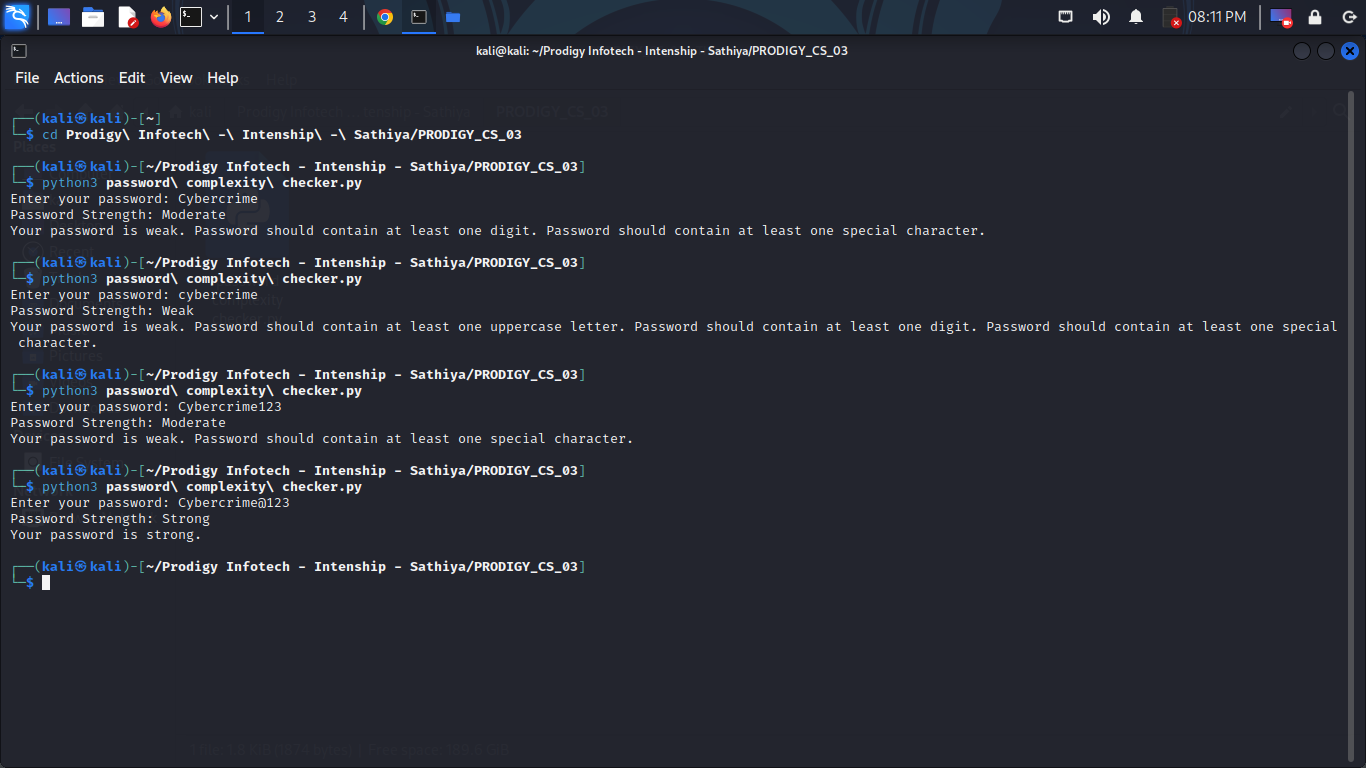 1 2 3 4
08:11 PM
kali@kali: ~/Prodigy Infotech - Intenship - Sathiya/PRODIGY_CS_03
File Actions Edit View Help
┌──(kali㉿kali)-[~]
└─$ cd Prodigy\ Infotech\ -\ Intenship\ -\ Sathiya/PRODIGY_CS_03
┌──(kali㉿kali)-[~/Prodigy Infotech - Intenship - Sathiya/PRODIGY_CS_03]
└─$ python3 password\ complexity\ checker.py
Enter your password: Cybercrime
Password Strength: Moderate
Your password is weak. Password should contain at least one digit. Password should contain at least one special character.
┌──(kali㉿kali)-[~/Prodigy Infotech - Intenship - Sathiya/PRODIGY_CS_03]
└─$ python3 password\ complexity\ checker.py
Enter your password: cybercrime
Password Strength: Weak
Your password is weak. Password should contain at least one uppercase letter. Password should contain at least one digit. Password should contain at least one special
character.
┌──(kali㉿kali)-[~/Prodigy Infotech - Intenship - Sathiya/PRODIGY_CS_03]
└─$ python3 password\ complexity\ checker.py
Enter your password: Cybercrime123
Password Strength: Moderate
Your password is weak. Password should contain at least one special character.
┌──(kali㉿kali)-[~/Prodigy Infotech - Intenship - Sathiya/PRODIGY_CS_03]
└─$ python3 password\ complexity\ checker.py
Enter your password: Cybercrime@123
Password Strength: Strong
Your password is strong.
┌──(kali㉿kali)-[~/Prodigy Infotech - Intenship - Sathiya/PRODIGY_CS_03]
└─$